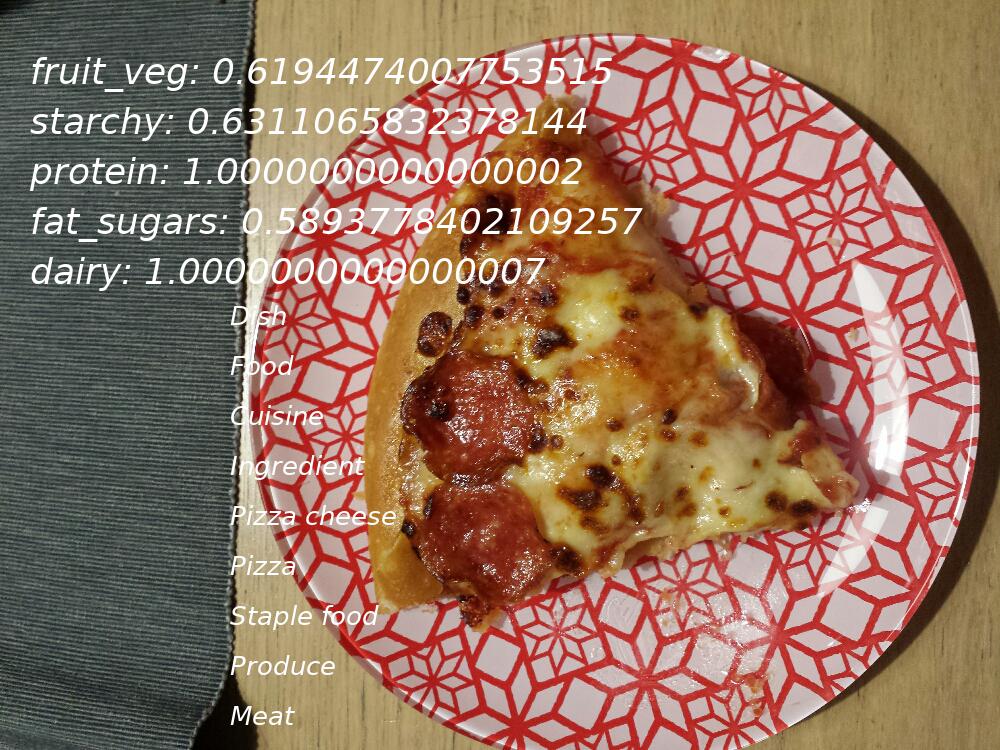 fruit_veg: 0.6194474007753515
starchy: 0.6311065832378144
protein: 1.0000000000000002
fat_sugars: 0.5893778402109257
dairy: 1.0000000000000007
Dish
Food
Cuisine
Ingredient
Pizza cheese
Pizza
Staple food
Produce
Meat